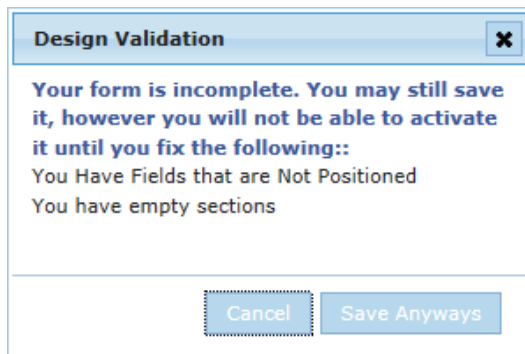 Design Validation
Your form is incomplete. You may still save
it, however you will not be able to activate
it until you fix the following::
You Have Fields that are Not Positioned
You have empty sections
Cancel Save Anyways